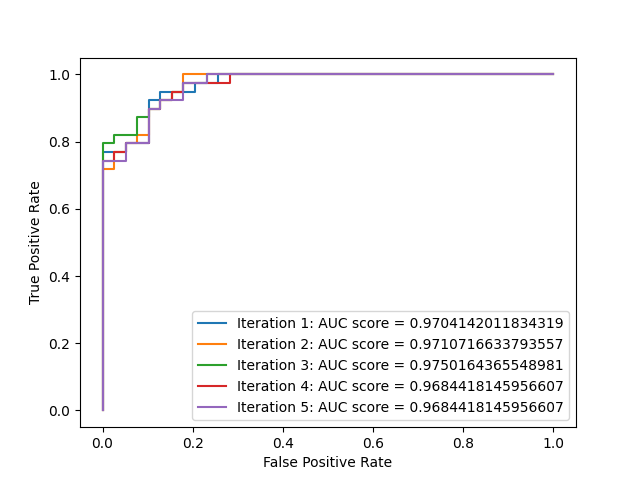 1.0
0.8
0.6
0.4
0.2
0.0
True Positive Rate
Iteration 1: AUC score = 0.9704142011834319
Iteration 2: AUC score = 0.9710716633793557
Iteration 3: AUC score = 0.9750164365548981
Iteration 4: AUC score = 0.9684418145956607
Iteration 5: AUC score = 0.9684418145956607
0.0 0.2 0.4 0.6 0.8 1.0
False Positive Rate